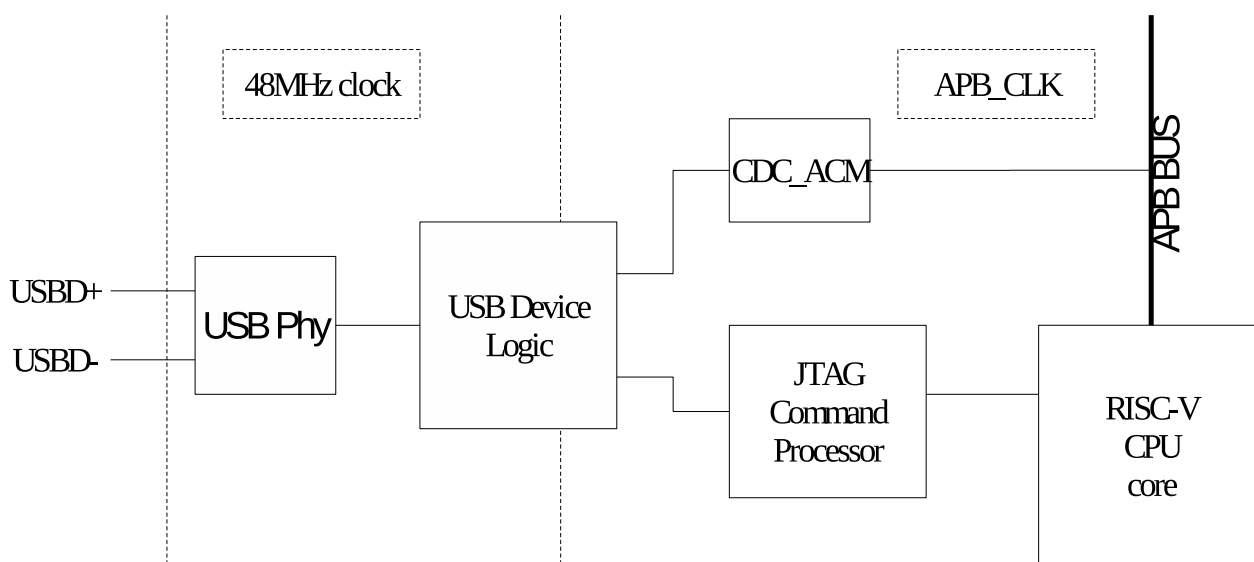 48MHz clock
APB_CLK
CDC_ACM
APB BUS
USBD+
USBD-
USB Phy
USB Device
Logic
JTAG
Command
Processor
RISC-V
CPU
core